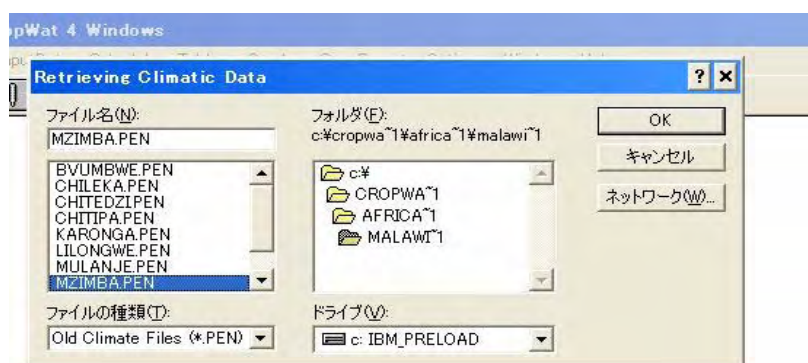 opWat 4 Windows
Retrieving Climatic Data
ファイル名(N):
MZIMBA.PEN
BVUMBWE.PEN
CHILEKA.PEN
CHITEDZI.PEN
CHITIPA.PEN
KARONGA.PEN
LILONGWE.PEN
MULANJE.PEN
MZIMBA.PEN
ファイルの種類(T):
Old Climate Files (*.PEN)
フォルダ(F):
c:¥cropwa~1¥africa~1¥malawi~1
c:¥
CROPWA~1
AFRICA~1
MALAWI~1
ドライブ(V):
c: IBM_PRELOAD
OK
キャンセル
ネットワーク(W)...